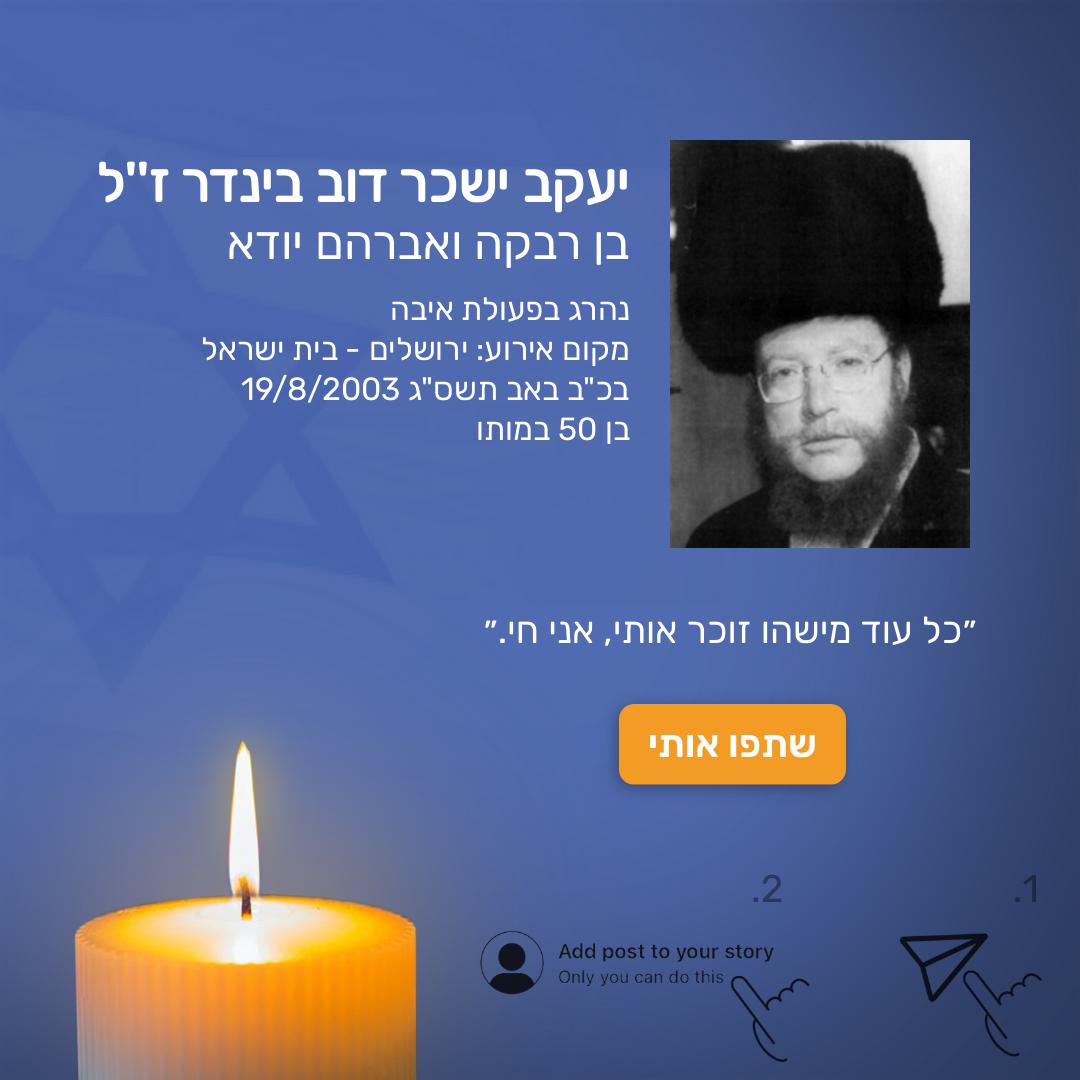 יעקב ישכר דוב בינדר ז"ל
בן רבקה ואברהם יודא
נהרג בפעולת איבה
מקום אירוע: ירושלים - בית ישראל
בכ"ב באב תשס"ג 19/8/2003
בן 50 במותו
״כל עוד מישהו זוכר אותי, אני חי.״
שתפו אותי
.1
.2
Add post to your story
Only you can do this